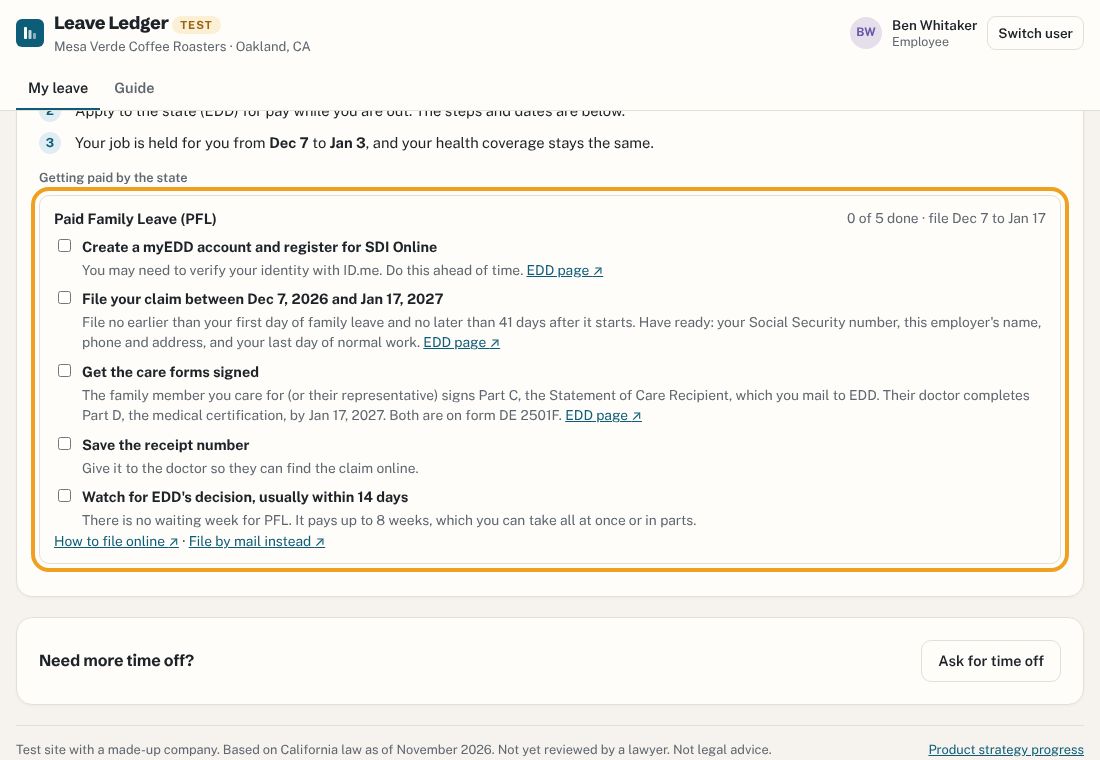 Leave Ledger TEST
Mesa Verde Coffee Roasters · Oakland, CA
BW
Ben Whitaker
Employee
Switch user
My leave
Guide
2 Apply to the state (EDD) for pay while you are out. The steps and dates are below.
3 Your job is held for you from Dec 7 to Jan 3, and your health coverage stays the same.
Getting paid by the state
Paid Family Leave (PFL)
0 of 5 done · file Dec 7 to Jan 17
Create a myEDD account and register for SDI Online
You may need to verify your identity with ID.me. Do this ahead of time. EDD page ↗
File your claim between Dec 7, 2026 and Jan 17, 2027
File no earlier than your first day of family leave and no later than 41 days after it starts. Have ready: your Social Security number, this employer's name,
phone and address, and your last day of normal work. EDD page ↗
Get the care forms signed
The family member you care for (or their representative) signs Part C, the Statement of Care Recipient, which you mail to EDD. Their doctor completes
Part D, the medical certification, by Jan 17, 2027. Both are on form DE 2501F. EDD page ↗
Save the receipt number
Give it to the doctor so they can find the claim online.
Watch for EDD's decision, usually within 14 days
There is no waiting week for PFL. It pays up to 8 weeks, which you can take all at once or in parts.
How to file online ↗ · File by mail instead ↗
Need more time off?
Ask for time off
Test site with a made-up company. Based on California law as of November 2026. Not yet reviewed by a lawyer. Not legal advice.
Product strategy progress